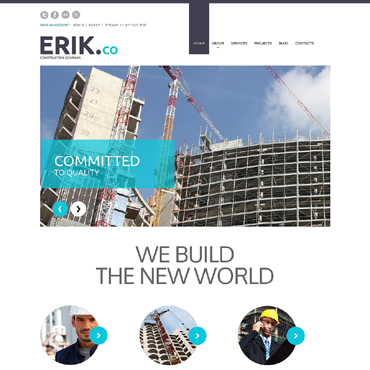 ERIK.co
CONSTRUCTION COMPANY
HOME ABOUT SERVICES PROJECTS BLOG CONTACTS
COMMITTED
TO QUALITY
WE BUILD
THE NEW WORLD